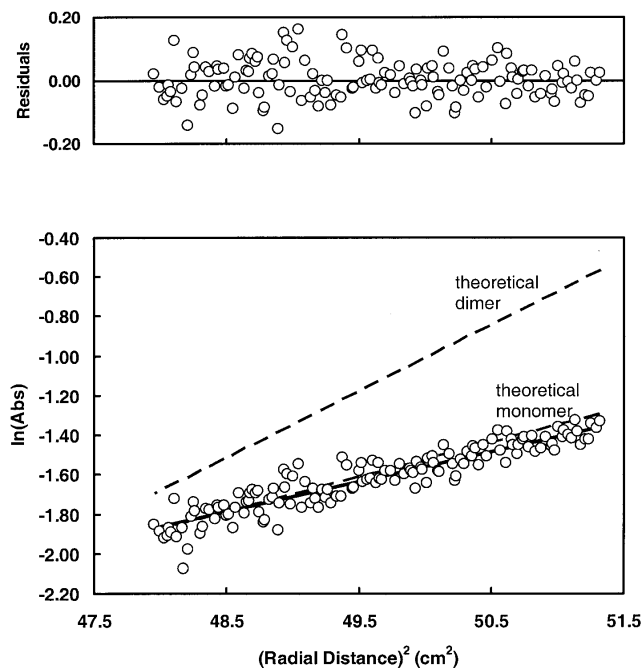 0.20
0.00
-0.20
Residuals
-0.40
-0.60
-0.80
-1.00
-1.20
-1.40
-1.60
-1.80
-2.00
-2.20
ln(Abs)
theoretical
dimer
theoretical
monomer
47.5 48.5 49.5 50.5 51.5
(Radial Distance)² (cm²)